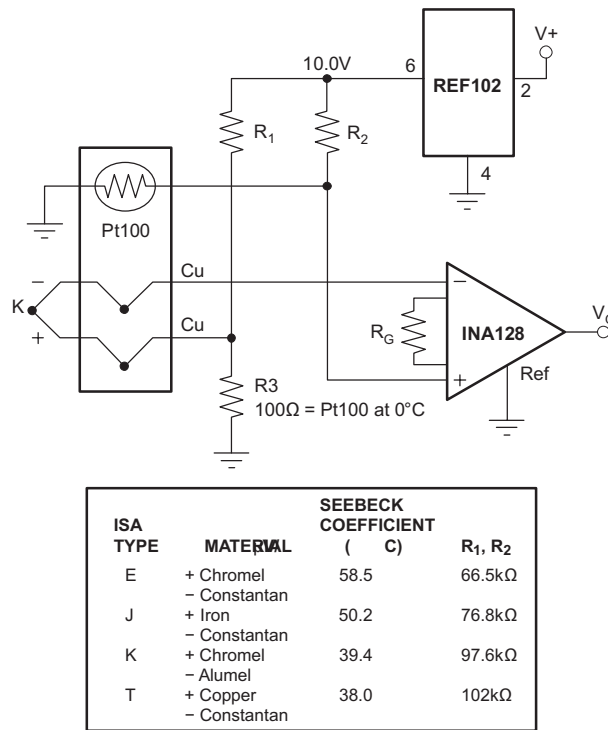 V+
10.0V
6
REF102
2
R1
R2
4
Pt100
Cu
−
−
K
Cu
VO
RG
INA128
+
+
Ref
R3
100Ω = Pt100 at 0°C
SEEBECK
ISA COEFFICIENT
TYPE MATERIAL ( C) R1, R2
E + Chromel 58.5 66.5kΩ
− Constantan
J + Iron 50.2 76.8kΩ
− Constantan
K + Chromel 39.4 97.6kΩ
− Alumel
T + Copper 38.0 102kΩ
− Constantan